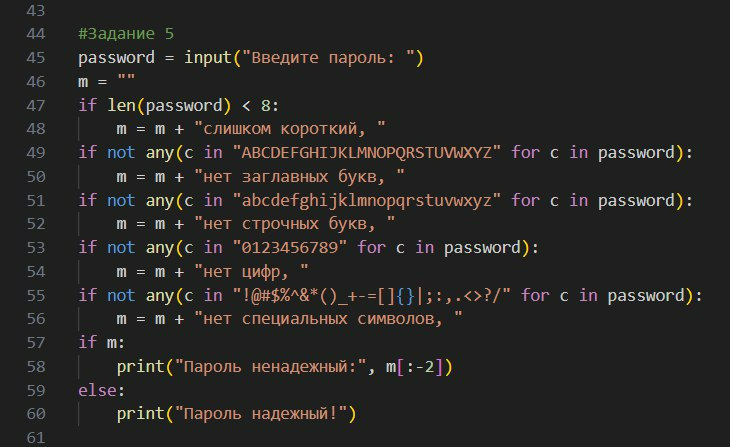 43
44 #Задание 5
45 password = input("Введите пароль: ")
46 m = ""
47 if len(password) < 8:
48     m = m + "слишком короткий, "
49 if not any(c in "ABCDEFGHIJKLMNOPQRSTUVWXYZ" for c in password):
50     m = m + "нет заглавных букв, "
51 if not any(c in "abcdefghijklmnopqrstuvwxyz" for c in password):
52     m = m + "нет строчных букв, "
53 if not any(c in "0123456789" for c in password):
54     m = m + "нет цифр, "
55 if not any(c in "!@#$%^&*()_+-=[]{}|;:,.<>?/" for c in password):
56     m = m + "нет специальных символов, "
57 if m:
58     print("Пароль ненадежный:", m[:-2])
59 else:
60     print("Пароль надежный!")
61